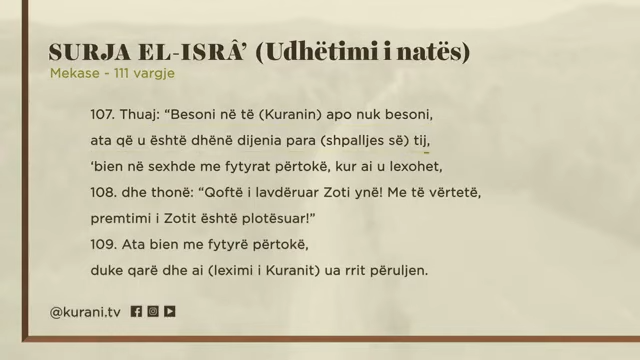 SURJA EL-ISRÂ’ (Udhëtimi i natës)
Mekase - 111 vargje
107. Thuaj: “Besoni në të (Kuranin) apo nuk besoni,
ata që u është dhënë dijenia para (shpalljes së) tij,
‘bien në sexhde me fytyrat përtokë, kur ai u lexohet,
108. dhe thonë: “Qoftë i lavdëruar Zoti ynë! Me të vërtetë,
premtimi i Zotit është plotësuar!”
109. Ata bien me fytyrë përtokë,
duke qarë dhe ai (leximi i Kuranit) ua rrit përuljen.
@kurani.tv